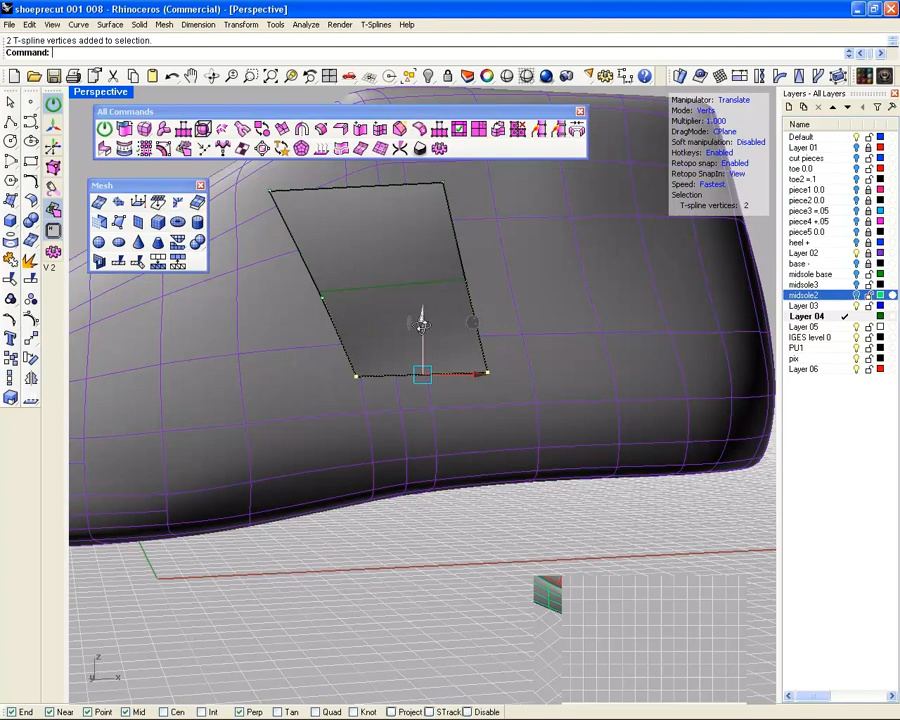 shoeprecut 001 008 - Rhinoceros (Commercial) - [Perspective]
File Edit View Curve Surface Solid Mesh Dimension Transform Tools Analyze Render T-Splines Help
2 T-spline vertices added to selection.
Command:
Perspective
All Commands
Mesh
V 2
Manipulator: Translate
Mode: Verts
Multiplier: 1.000
DragMode: CPlane
Soft manipulation: Disabled
Hotkeys: Enabled
Retopo snap: Enabled
Retopo SnapIn: View
Speed: Fastest
Selection
T-spline vertices: 2
Layers - All Layers
Name
Default
Layer 01
cut pieces
toe 0.0
toe2 =.1
piece1 0.0
piece2 0.0
piece3 =.05
piece4 +.05
piece5 0.0
heel +
Layer 02
base -
midsole base
midsole3
midsole2
Layer 04
Layer 05
IGES level 0
PU1
pix
Layer 03
Layer 06
z
y x
End Near Point Mid Cen Int Perp Tan Quad Knot Project STrack Disable